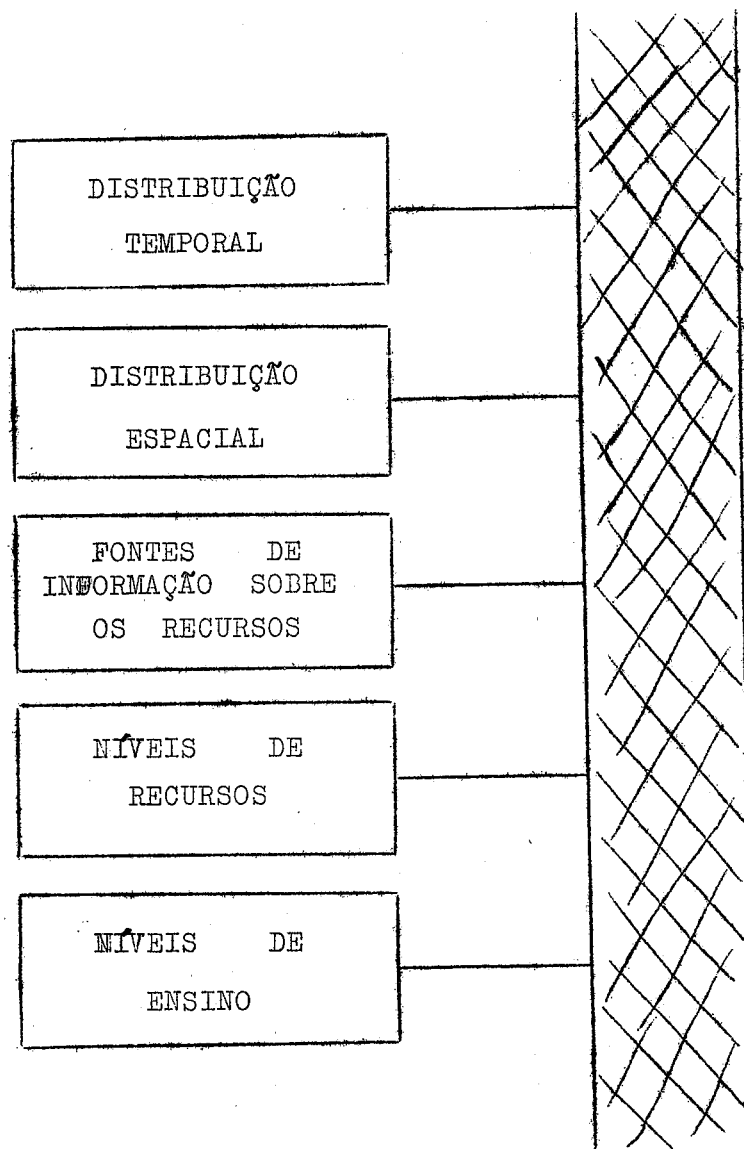 DISTRIBUIÇÃO
TEMPORAL
DISTRIBUIÇÃO
ESPACIAL
FONTES DE
INFORMAÇÃO SOBRE
OS RECURSOS
NÍVEIS DE
RECURSOS
NÍVEIS DE
ENSINO